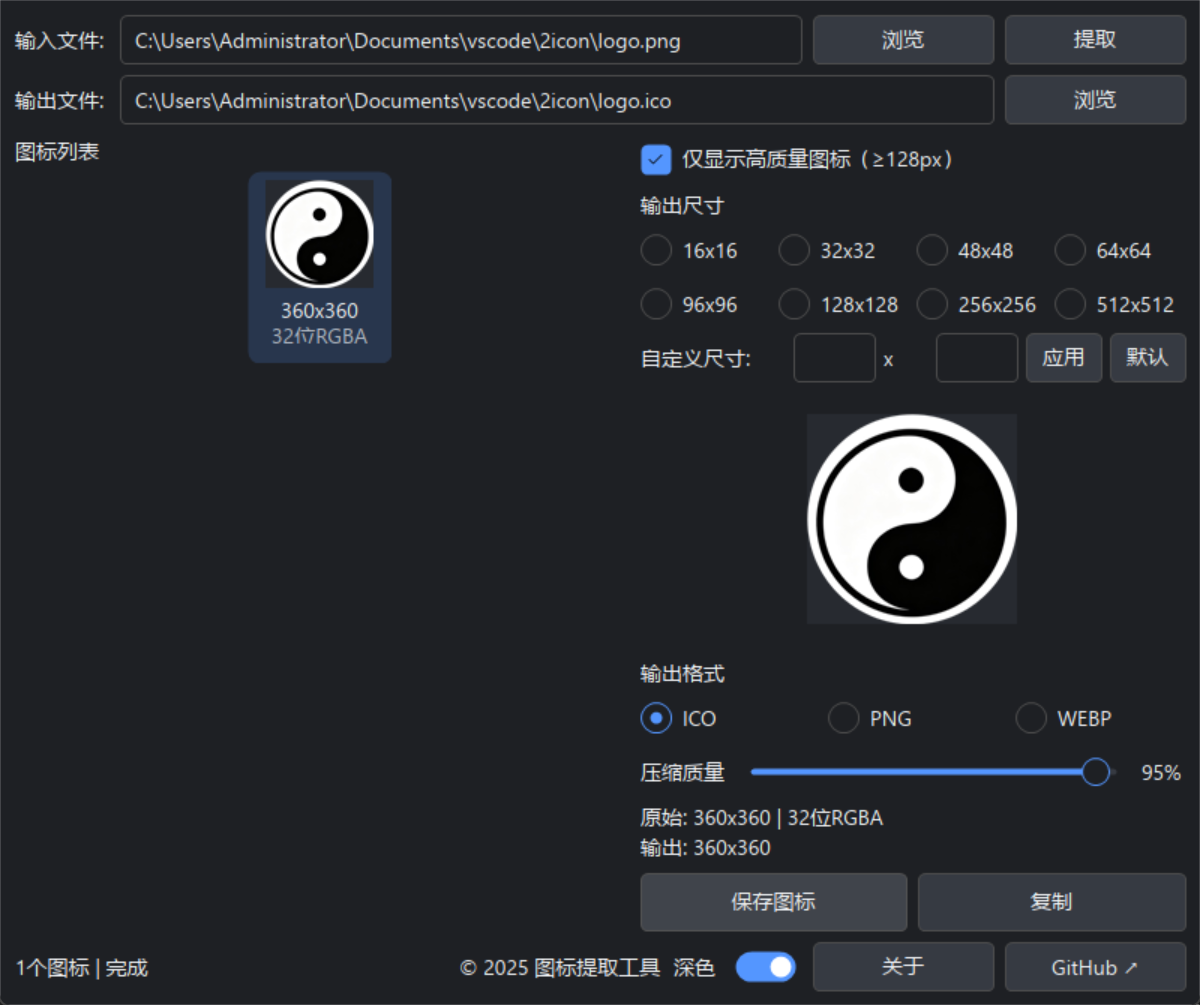 输入文件: C:\Users\Administrator\Documents\vscode\2icon\logo.png 浏览 提取
输出文件: C:\Users\Administrator\Documents\vscode\2icon\logo.ico 浏览
图标列表
360x360
32位RGBA
仅显示高质量图标（≥128px）
输出尺寸
16x16 32x32 48x48 64x64
96x96 128x128 256x256 512x512
自定义尺寸: x 应用 默认
输出格式
ICO PNG WEBP
压缩质量 95%
原始: 360x360 | 32位RGBA
输出: 360x360
保存图标 复制
1个图标 | 完成 © 2025 图标提取工具 深色 关于 GitHub ↗